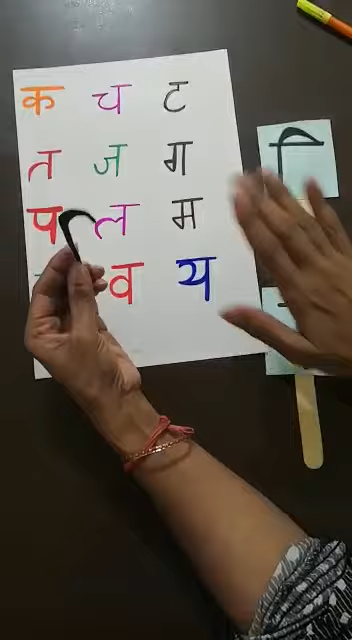 क च ट
त ज ग
प ल म
व य
ि